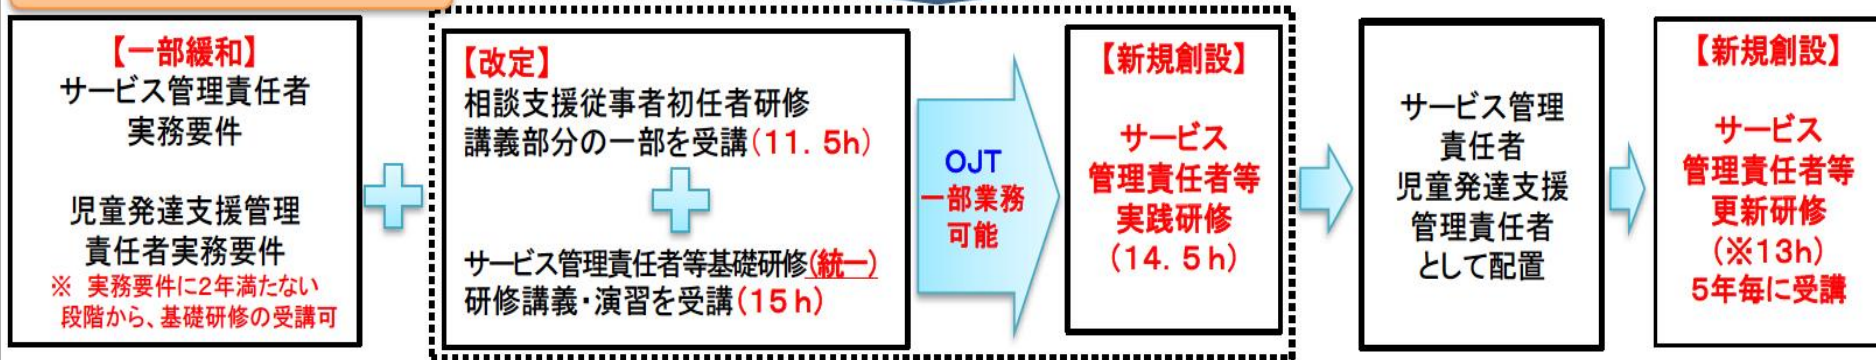 【一部緩和】
サービス管理責任者
実務要件
児童発達支援管理
責任者実務要件
※ 実務要件に2年満たない
段階から、基礎研修の受講可
【改定】
相談支援従事者初任者研修
講義部分の一部を受講(11．5h)
サービス管理責任者等基礎研修(統一)
研修講義・演習を受講(15h)
OJT
一部業務
可能
【新規創設】
サービス
管理責任者等
実践研修
(14．5h)
サービス管理
責任者
児童発達支援
管理責任者
として配置
【新規創設】
サービス
管理責任者等
更新研修
(※13h)
5年毎に受講